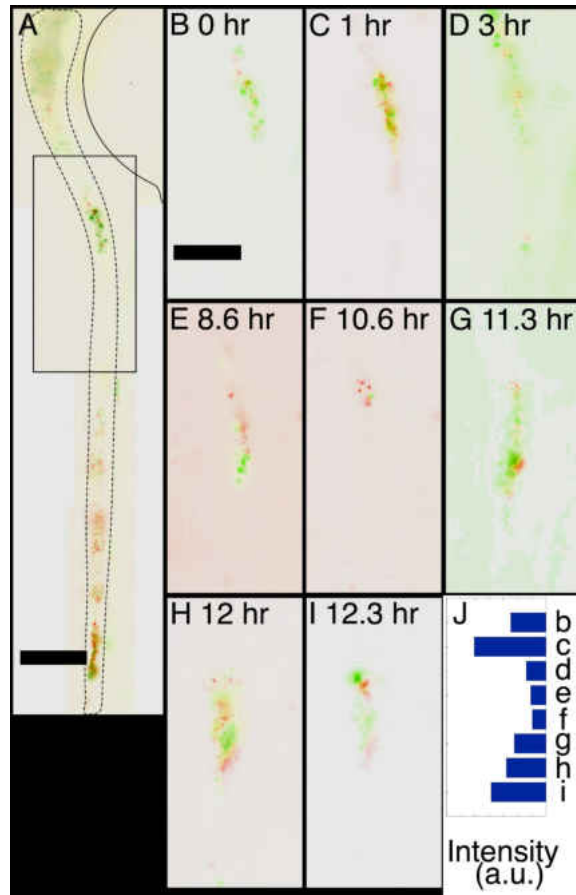 A
B 0 hr
C 1 hr
D 3 hr
E 8.6 hr
F 10.6 hr
G 11.3 hr
H 12 hr
I 12.3 hr
J
b
c
d
e
f
g
h
i
Intensity
(a.u.)